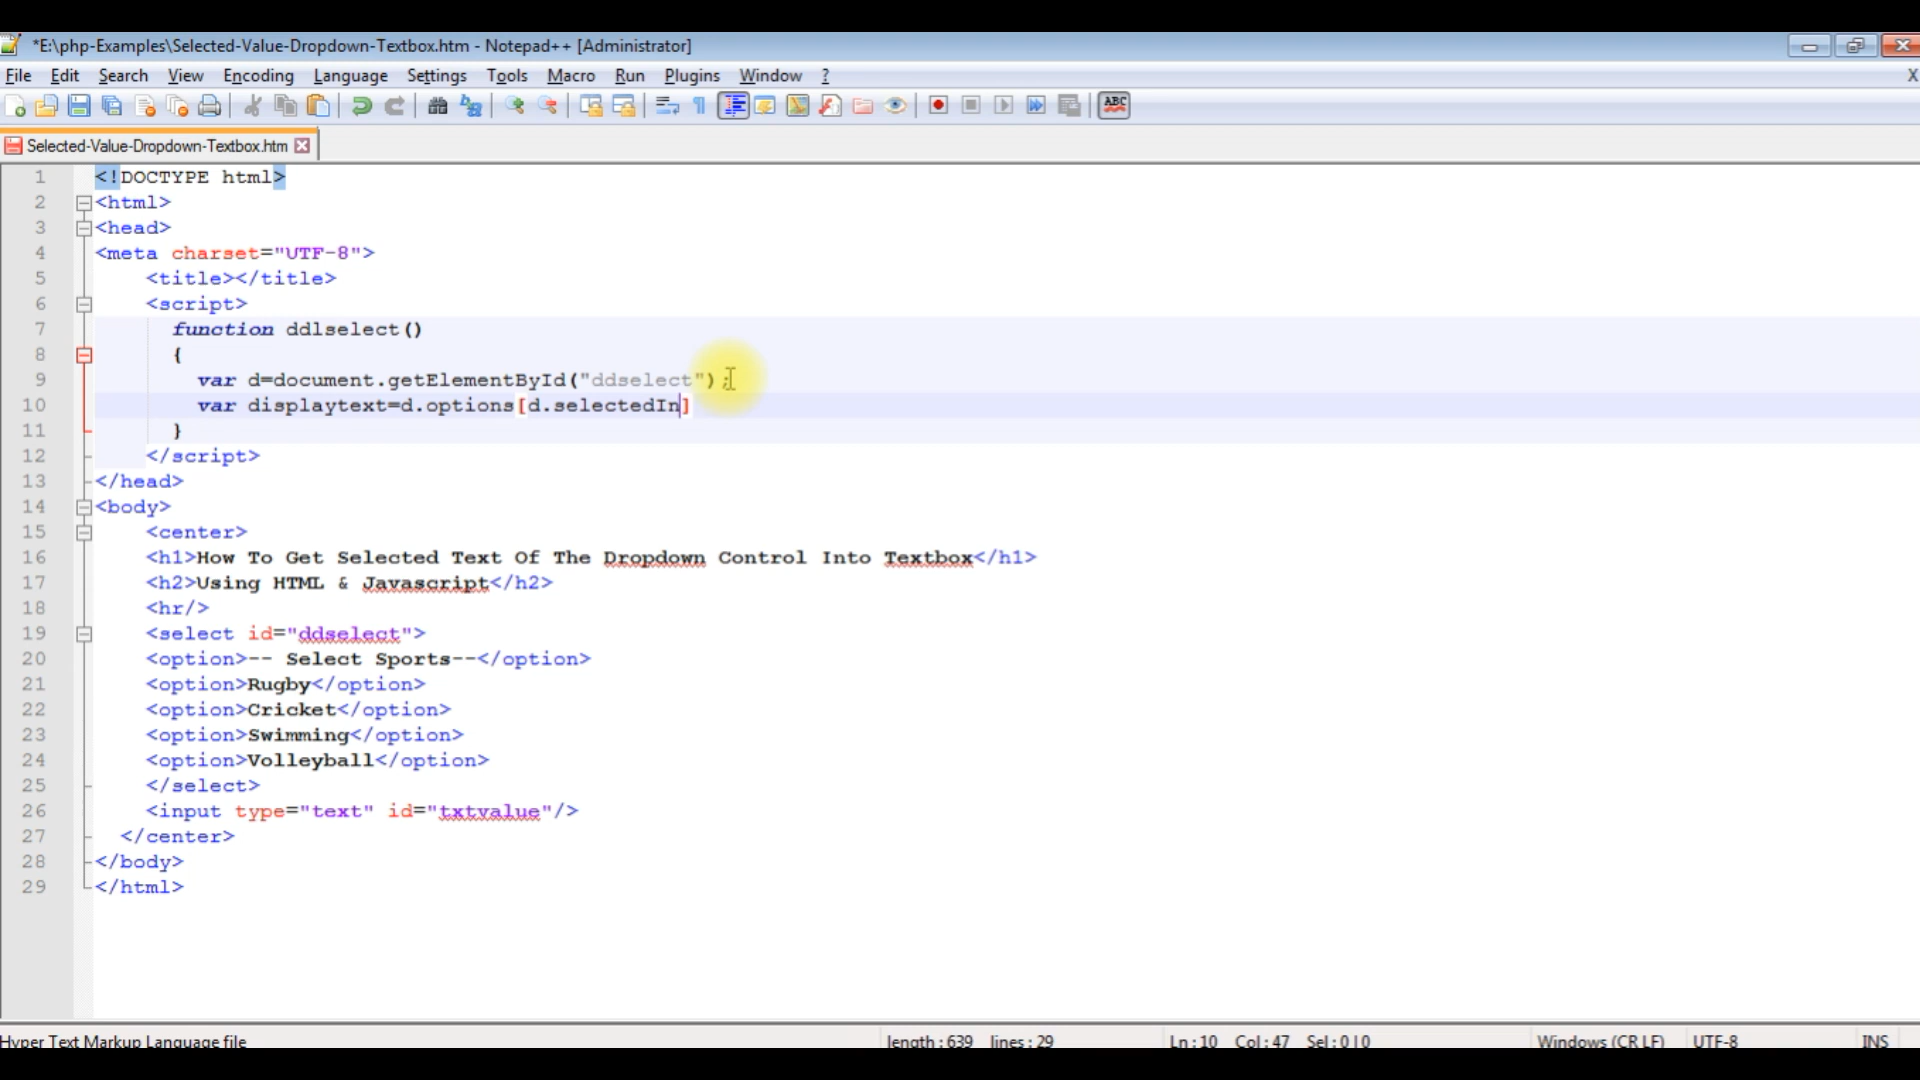 *E:\php-Examples\Selected-Value-Dropdown-Textbox.htm - Notepad++ [Administrator]
File Edit Search View Encoding Language Settings Tools Macro Run Plugins Window ? X
ABC
Selected-Value-Dropdown-Textbox.htm
1 <!DOCTYPE html>
2 <html>
3 <head>
4 <meta charset="UTF-8">
5 <title></title>
6 <script>
7 function ddlselect()
8 {
9 var d=document.getElementById("ddselect");
10 var displaytext=d.options[d.selectedIn]
11 }
12 </script>
13 </head>
14 <body>
15 <center>
16 <h1>How To Get Selected Text Of The Dropdown Control Into Textbox</h1>
17 <h2>Using HTML & Javascript</h2>
18 <hr/>
19 <select id="ddselect">
20 <option>-- Select Sports--</option>
21 <option>Rugby</option>
22 <option>Cricket</option>
23 <option>Swimming</option>
24 <option>Volleyball</option>
25 </select>
26 <input type="text" id="txtvalue"/>
27 </center>
28 </body>
29 </html>
Hyper Text Markup Language file length : 639 lines : 29 Ln : 10 Col : 47 Sel : 0 | 0 Windows (CR LF) UTF-8 INS